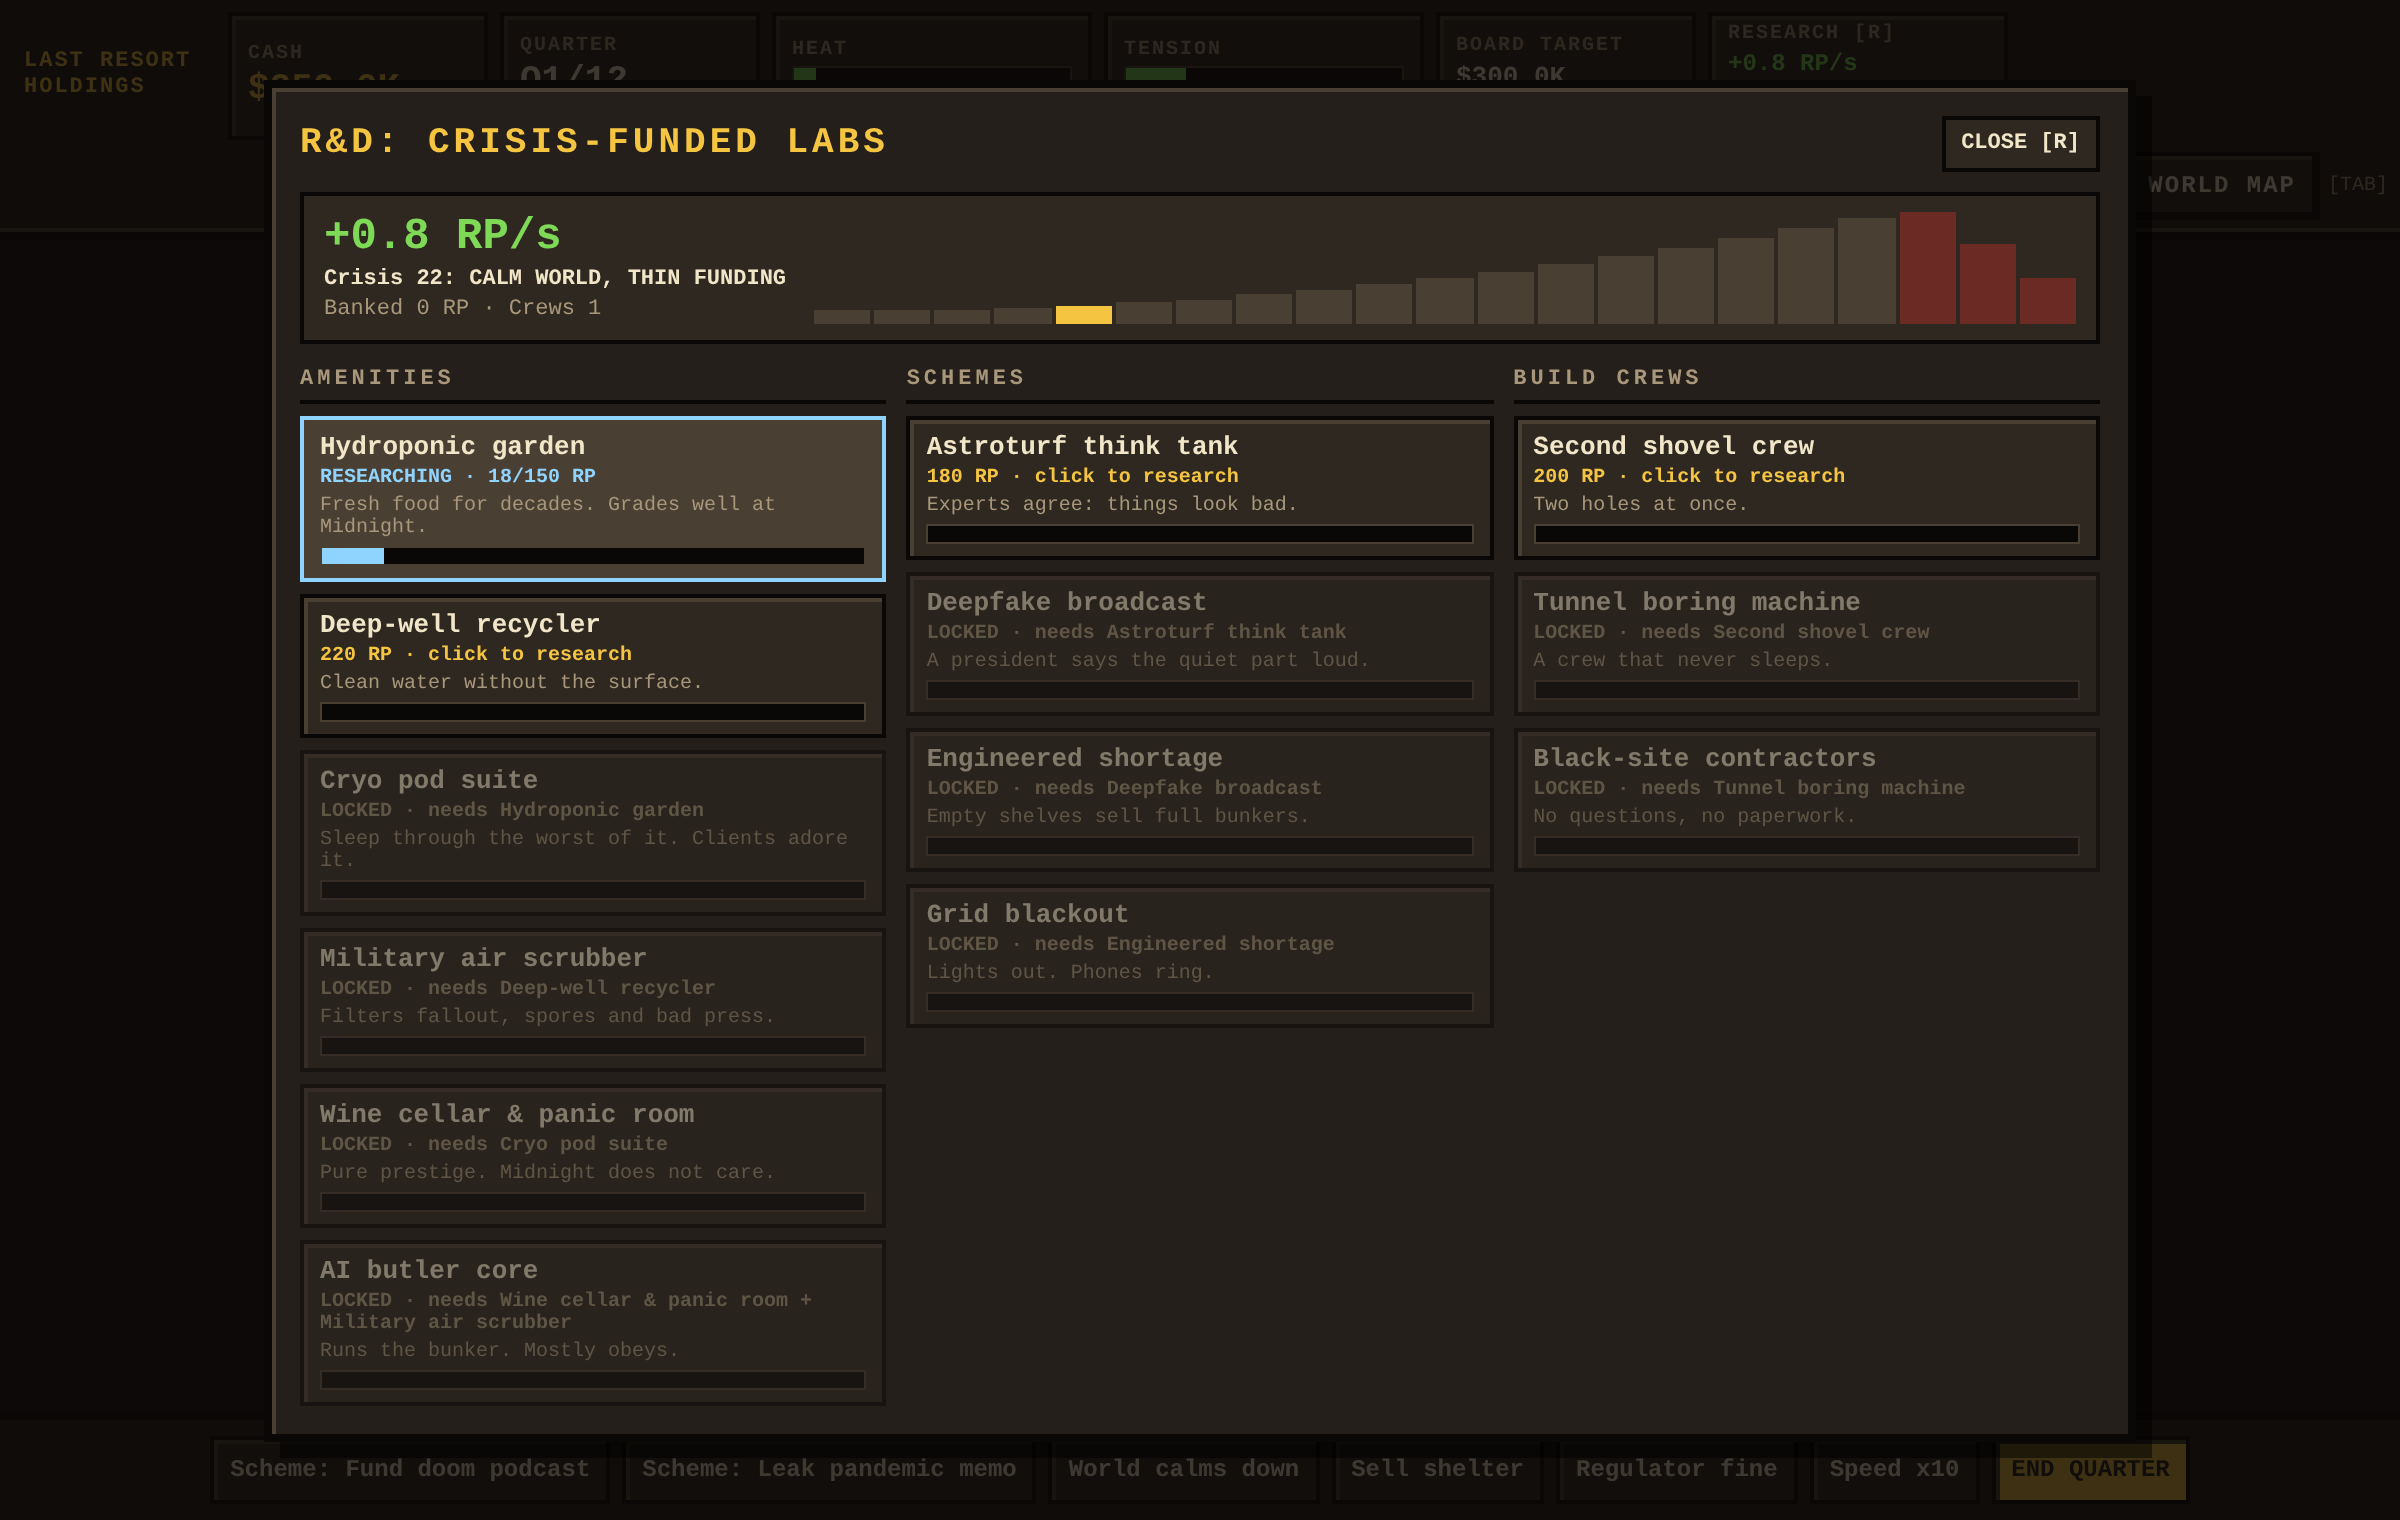 LAST RESORT
HOLDINGS
CASH
QUARTER
Q1/12
HEAT
TENSION
BOARD TARGET
$300.0K
RESEARCH [R]
+0.8 RP/s
WORLD MAP
[TAB]
R&D: CRISIS-FUNDED LABS
CLOSE [R]
+0.8 RP/s
Crisis 22: CALM WORLD, THIN FUNDING
Banked 0 RP · Crews 1
AMENITIES
Hydroponic garden
RESEARCHING · 18/150 RP
Fresh food for decades. Grades well at
Midnight.
Deep-well recycler
220 RP · click to research
Clean water without the surface.
Cryo pod suite
LOCKED · needs Hydroponic garden
Sleep through the worst of it. Clients adore
it.
Military air scrubber
LOCKED · needs Deep-well recycler
Filters fallout, spores and bad press.
Wine cellar & panic room
LOCKED · needs Cryo pod suite
Pure prestige. Midnight does not care.
AI butler core
LOCKED · needs Wine cellar & panic room +
Military air scrubber
Runs the bunker. Mostly obeys.
SCHEMES
Astroturf think tank
180 RP · click to research
Experts agree: things look bad.
Deepfake broadcast
LOCKED · needs Astroturf think tank
A president says the quiet part loud.
Engineered shortage
LOCKED · needs Deepfake broadcast
Empty shelves sell full bunkers.
Grid blackout
LOCKED · needs Engineered shortage
Lights out. Phones ring.
BUILD CREWS
Second shovel crew
200 RP · click to research
Two holes at once.
Tunnel boring machine
LOCKED · needs Second shovel crew
A crew that never sleeps.
Black-site contractors
LOCKED · needs Tunnel boring machine
No questions, no paperwork.
Scheme: Fund doom podcast
Scheme: Leak pandemic memo
World calms down
Sell shelter
Regulator fine
Speed x10
END QUARTER